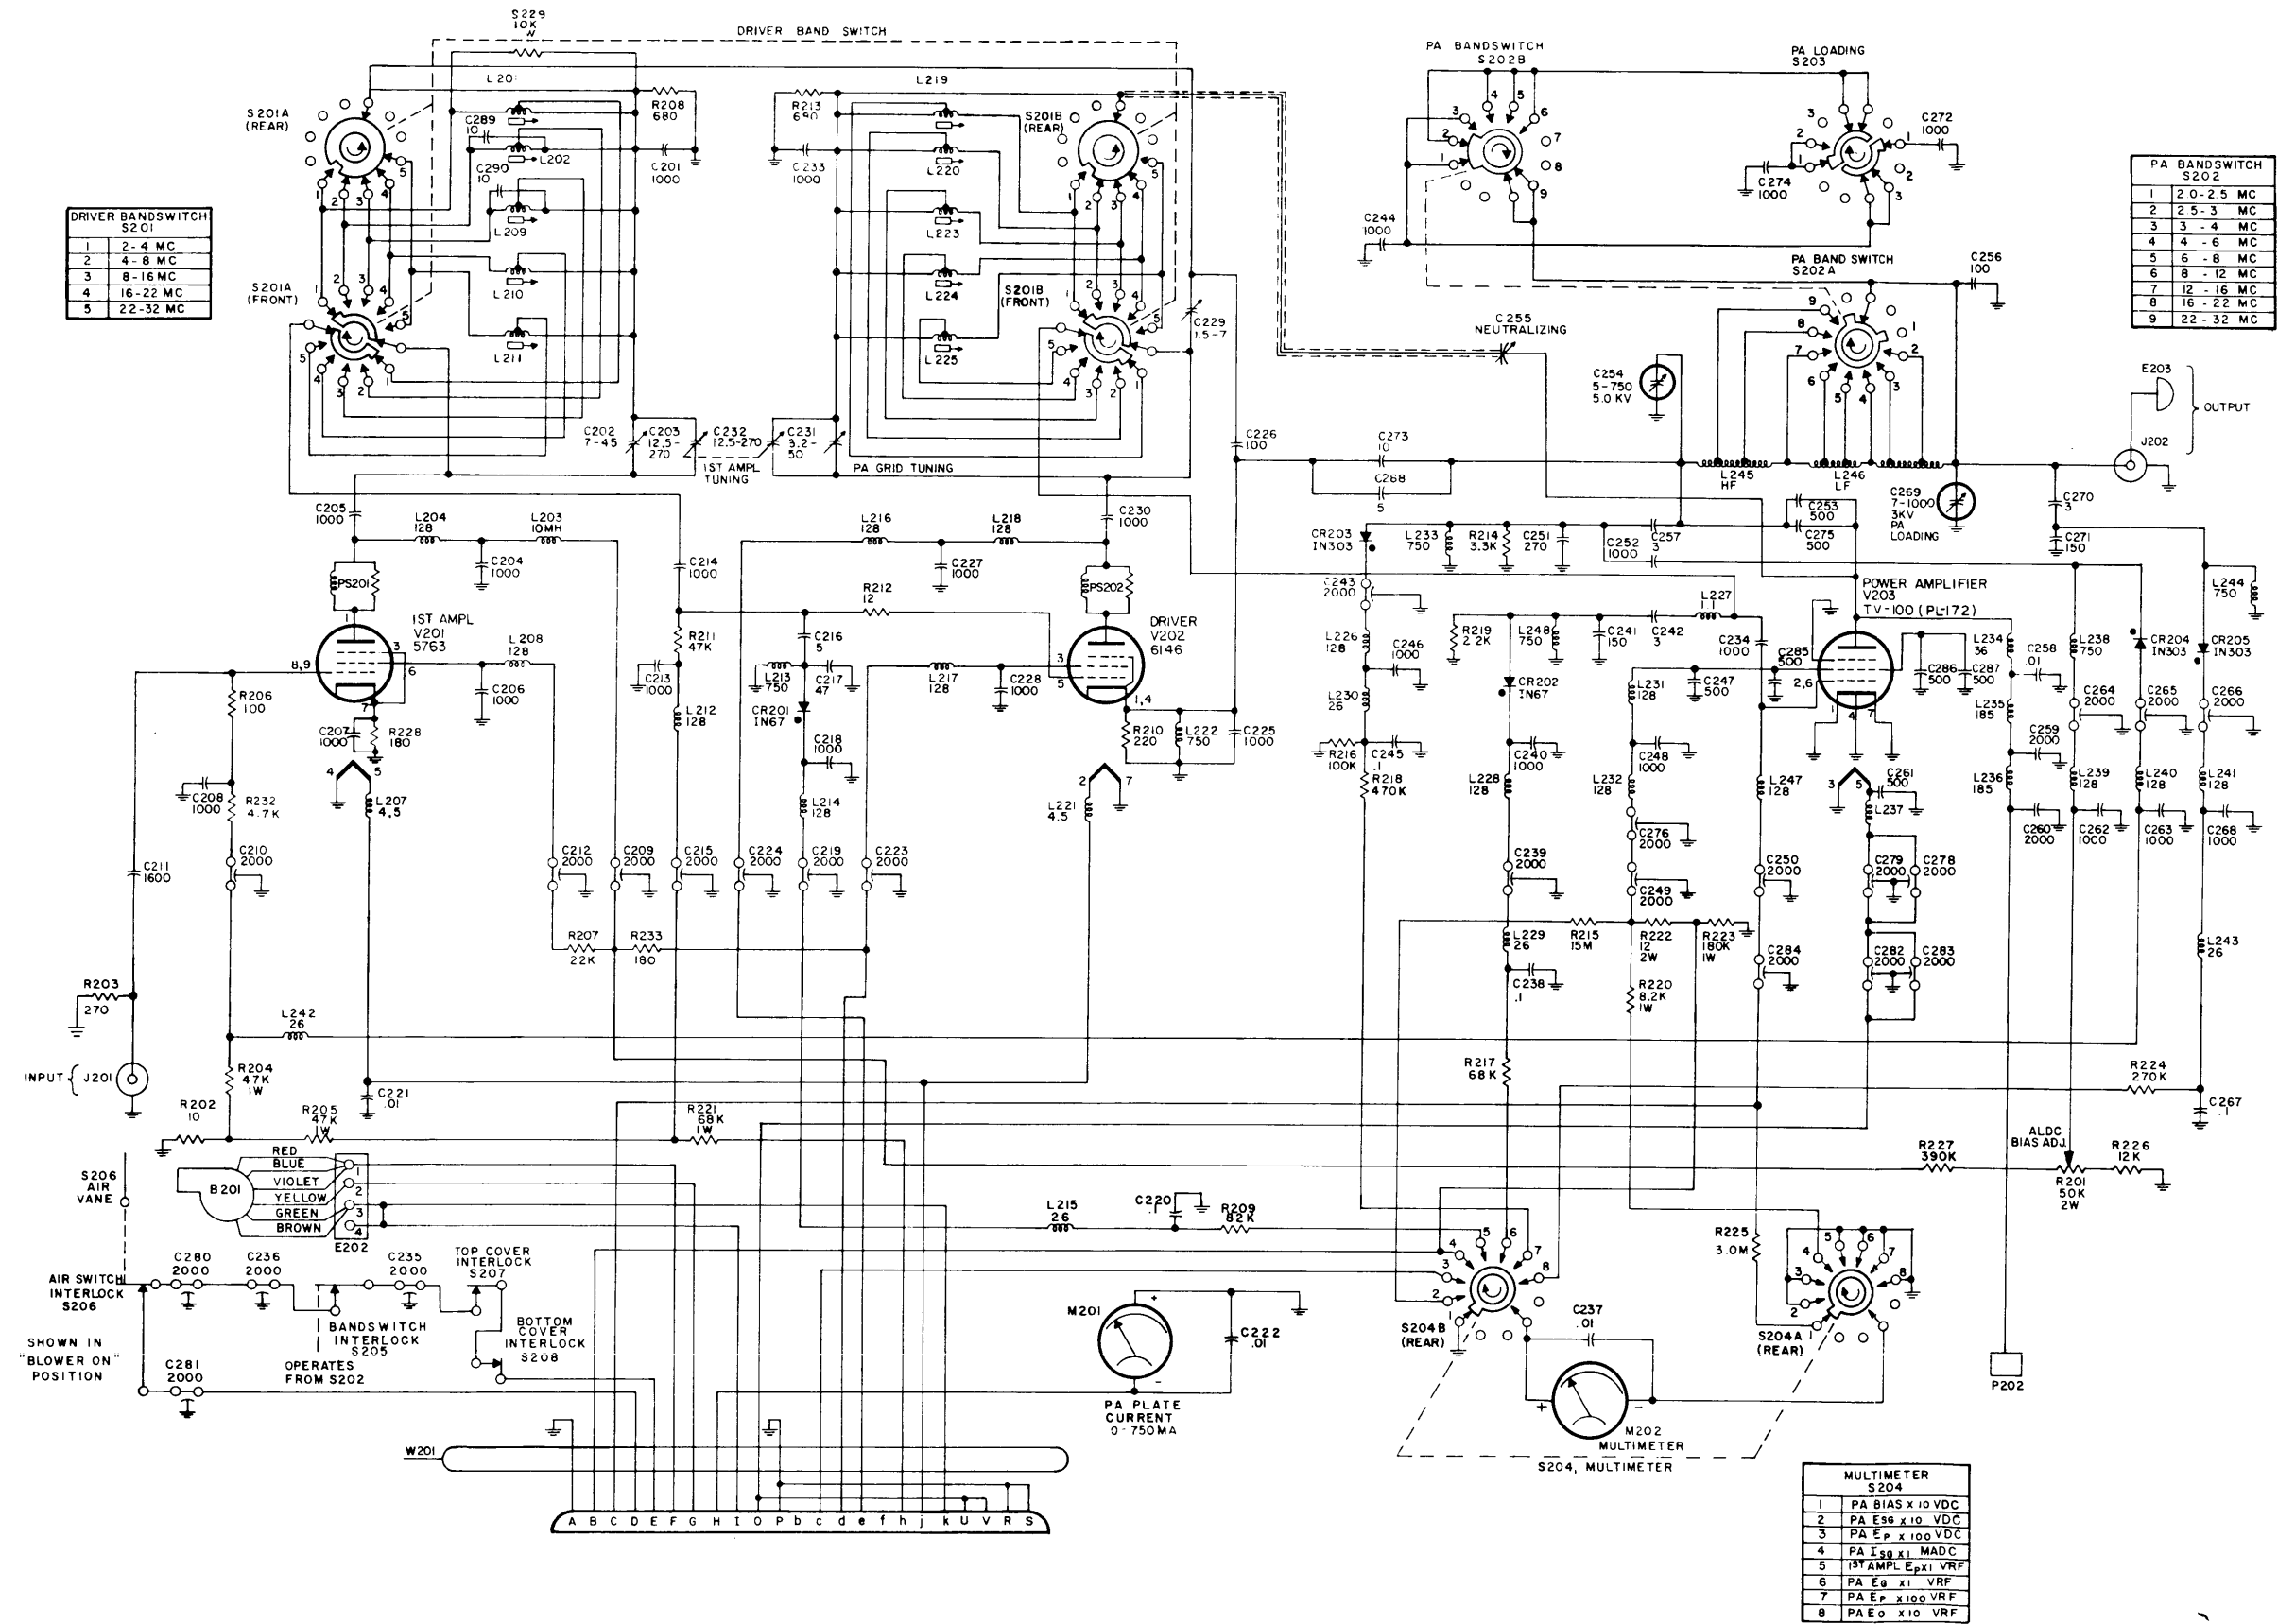 S229
10K
W
DRIVER BAND SWITCH
L201
L219
S201A
(REAR)
C289
10
R208
680
R213
690
S201B
(REAR)
C290
10
L202
C201
1000
C233
1000
L220
L209
L223
DRIVER BANDSWITCH
S201
1 2-4 MC
2 4-8 MC
3 8-16 MC
4 16-22 MC
5 22-32 MC
S201A
(FRONT)
L210
L224
S201B
(FRONT)
L211
L225
C229
1.5-7
C202
7-45
C203
12.5-
270
C232
12.5-270
C231
3.2-
50
1ST AMPL
TUNING
PA GRID TUNING
C226
100
PA BANDSWITCH
S202B
PA LOADING
S203
C272
1000
C274
1000
C244
1000
PA BANDSWITCH
S202
1 2.0-2.5 MC
2 2.5-3 MC
3 3-4 MC
4 4-6 MC
5 6-8 MC
6 8-12 MC
7 12-16 MC
8 16-22 MC
9 22-32 MC
PA BAND SWITCH
S202A
C256
100
C255
NEUTRALIZING
C254
5-750
5.0 KV
E203
OUTPUT
J202
C273
10
C268
5
L245
HF
L246
LF
C269
7-1000
3KV
PA
LOADING
C270
3
C271
150
C205
1000
L204
128
L203
10MH
C204
1000
PS201
1ST AMPL
V201
5763
L208
128
C206
1000
R206
100
C207
1000
R228
180
C208
1000
R232
4.7K
L207
4.5
C211
1600
C210
2000
C214
1000
R211
47K
C213
1000
L212
128
L216
128
L218
128
C227
1000
C230
1000
PS202
R212
12
DRIVER
V202
6146
C216
5
L213
750
C217
47
CR201
IN67
L217
128
C228
1000
C218
1000
L214
128
R210
220
L222
750
C225
1000
L221
4.5
C212
2000
C209
2000
C215
2000
C224
2000
C219
2000
C223
2000
R207
22K
R233
180
CR203
IN303
L233
750
R214
3.3K
C251
270
C252
1000
C257
3
C253
500
C275
500
C243
2000
L226
128
C246
1000
L230
26
R216
100K
C245
.1
R218
470K
R219
2.2K
L248
750
C241
150
C242
3
L227
1.1
C234
1000
CR202
IN67
C240
1000
L228
128
C239
2000
L229
26
C238
.1
L231
128
C247
500
C285
500
C248
1000
L232
128
C276
2000
C249
2000
POWER AMPLIFIER
V203
TV-100 (PL-172)
C286
500
C287
500
L234
36
C258
.01
L235
185
C259
2000
L236
185
C260
2000
L238
750
C264
2000
L239
128
C262
1000
CR204
IN303
C265
2000
L240
128
C263
1000
CR205
IN303
L244
750
C266
2000
L241
128
C268
1000
C261
500
L237
L247
128
C250
2000
C279
2000
C278
2000
C284
2000
C282
2000
C283
2000
R215
15M
R222
12
2W
R223
180K
1W
R220
8.2K
1W
L243
26
R203
270
INPUT
J201
L242
26
R204
47K
1W
R202
10
R205
47K
1W
C221
.01
R221
68K
1W
R217
68K
R224
270K
C267
.1
ALDC
BIAS ADJ.
R227
390K
R226
12K
R201
50K
2W
S206
AIR
VANE
B201
RED
BLUE
VIOLET
YELLOW
GREEN
BROWN
1
2
3
4
E202
AIR SWITCH
INTERLOCK
S206
C280
2000
C236
2000
C235
2000
TOP COVER
INTERLOCK
S207
BANDSWITCH
INTERLOCK
S205
BOTTOM
COVER
INTERLOCK
S208
OPERATES
FROM S202
SHOWN IN
"BLOWER ON"
POSITION
C281
2000
L215
26
C220
.1
R209
82K
M201
C222
.01
PA PLATE
CURRENT
0-750MA
S204B
(REAR)
C237
.01
R225
3.0M
S204A
(REAR)
M202
MULTIMETER
S204, MULTIMETER
P202
W201
A B C D E F G H I O P b c d e f h j k U V R S
MULTIMETER
S204
1 PA BIAS X 10 VDC
2 PA ESG X10 VDC
3 PA EP X100 VDC
4 PA ISG X1 MADC
5 1ST AMPL EPX1 VRF
6 PA EG X1 VRF
7 PA EP X100 VRF
8 PA EO X10 VRF